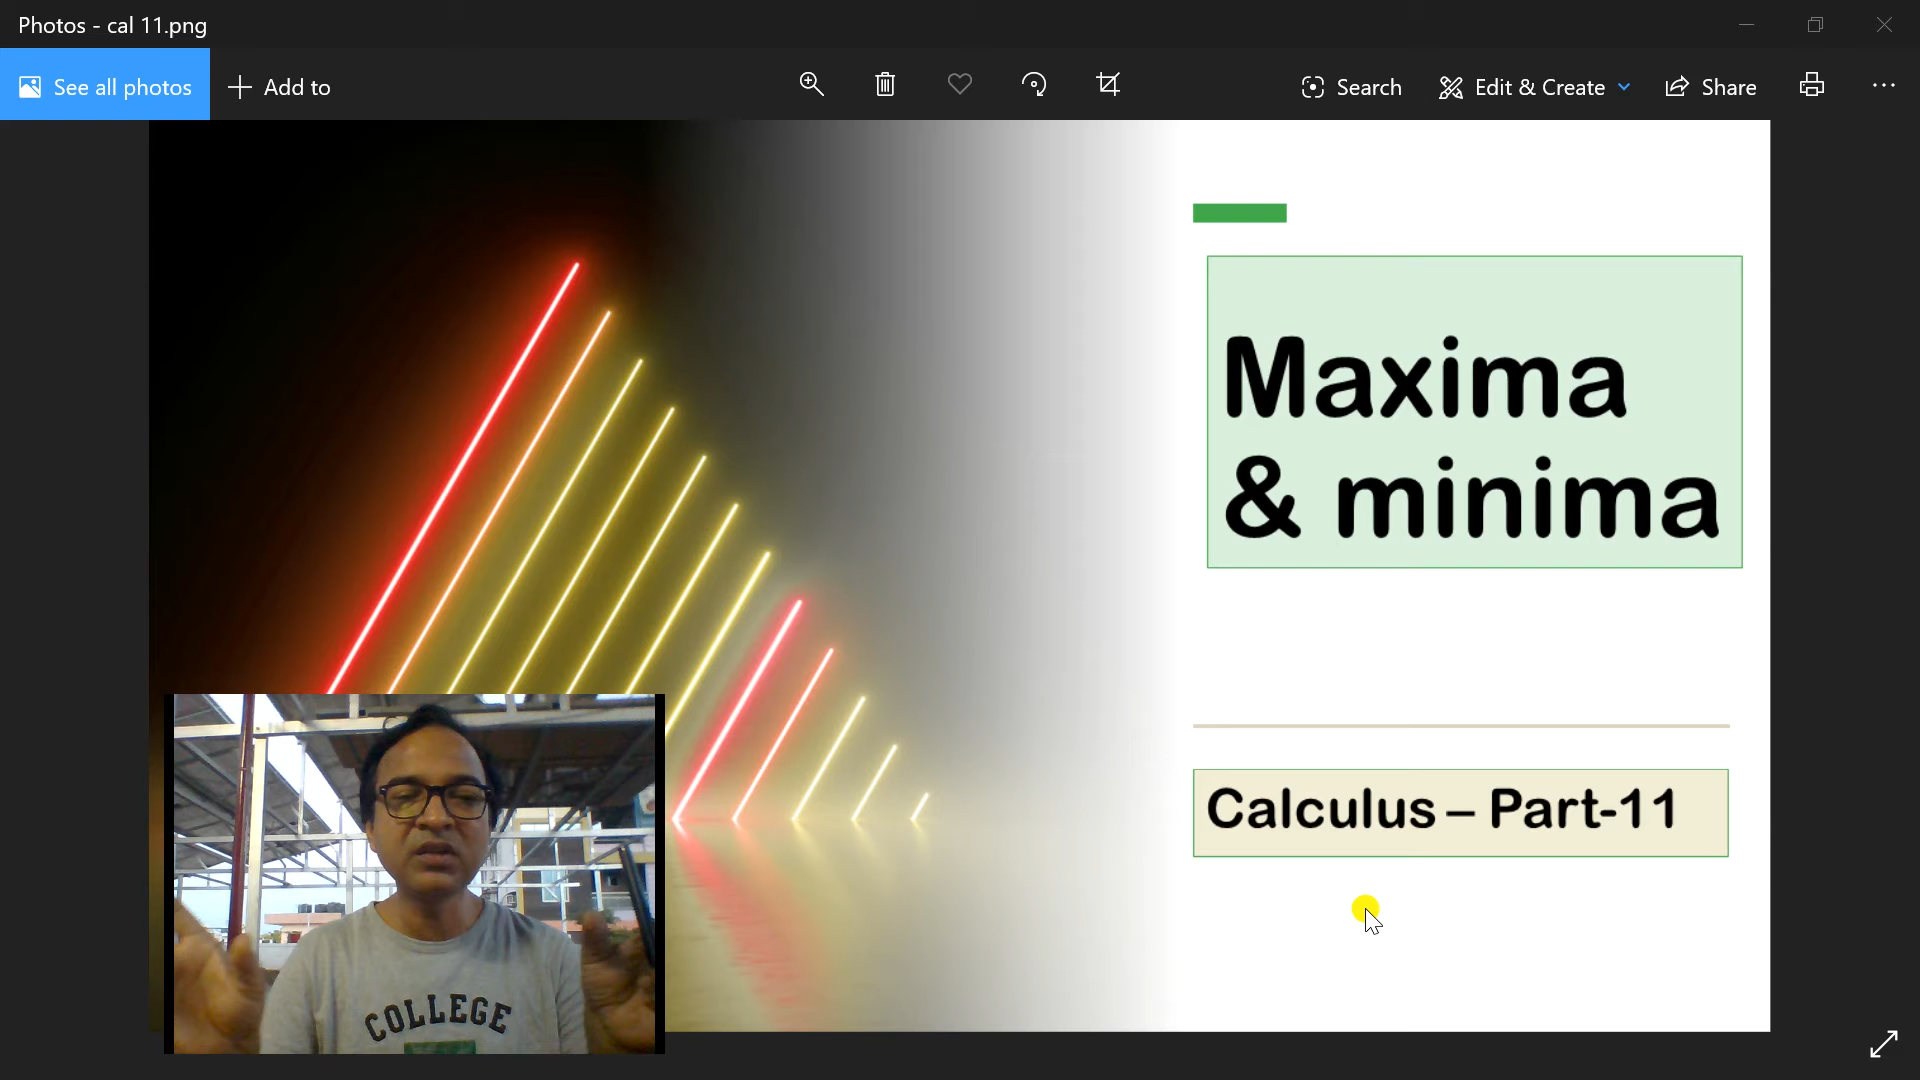 Photos - cal 11.png
See all photos
Add to
Search
Edit & Create
Share
Maxima
& minima
Calculus – Part-11
COLLEGE